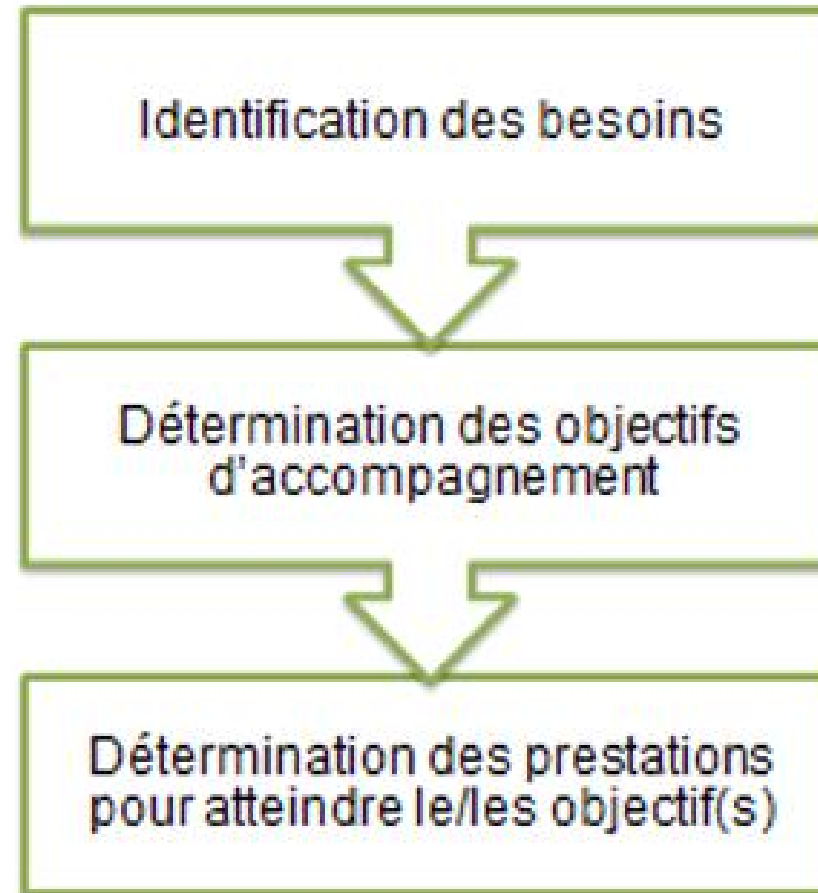 Identification des besoins
Détermination des objectifs
d'accompagnement
Détermination des prestations
pour atteindre le/les objectif(s)